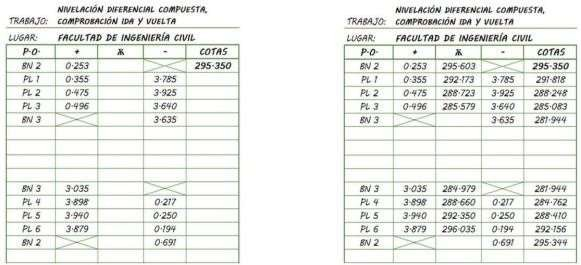 NIVELACIÓN DIFERENCIAL COMPUESTA,
TRABAJO: COMPROBACIÓN IDA Y VUELTA
LUGAR: FACULTAD DE INGENIERÍA CIVIL
P.O. + Ж - COTAS
BN 2 0.253 295.350
PL 1 0.355 3.785
PL 2 0.475 3.925
PL 3 0.496 3.640
BN 3 3.635
BN 3 3.035
PL 4 3.898 0.217
PL 5 3.940 0.250
PL 6 3.879 0.194
BN 2 0.691
NIVELACIÓN DIFERENCIAL COMPUESTA,
TRABAJO: COMPROBACIÓN IDA Y VUELTA
LUGAR: FACULTAD DE INGENIERÍA CIVIL
P.O. + Ж - COTAS
BN 2 0.253 295.603 295.350
PL 1 0.355 292.173 3.785 291.818
PL 2 0.475 288.723 3.925 288.248
PL 3 0.496 285.579 3.640 285.083
BN 3 3.635 281.944
BN 3 3.035 284.979 281.944
PL 4 3.898 288.660 0.217 284.762
PL 5 3.940 292.350 0.250 288.410
PL 6 3.879 296.035 0.194 292.156
BN 2 0.691 295.344